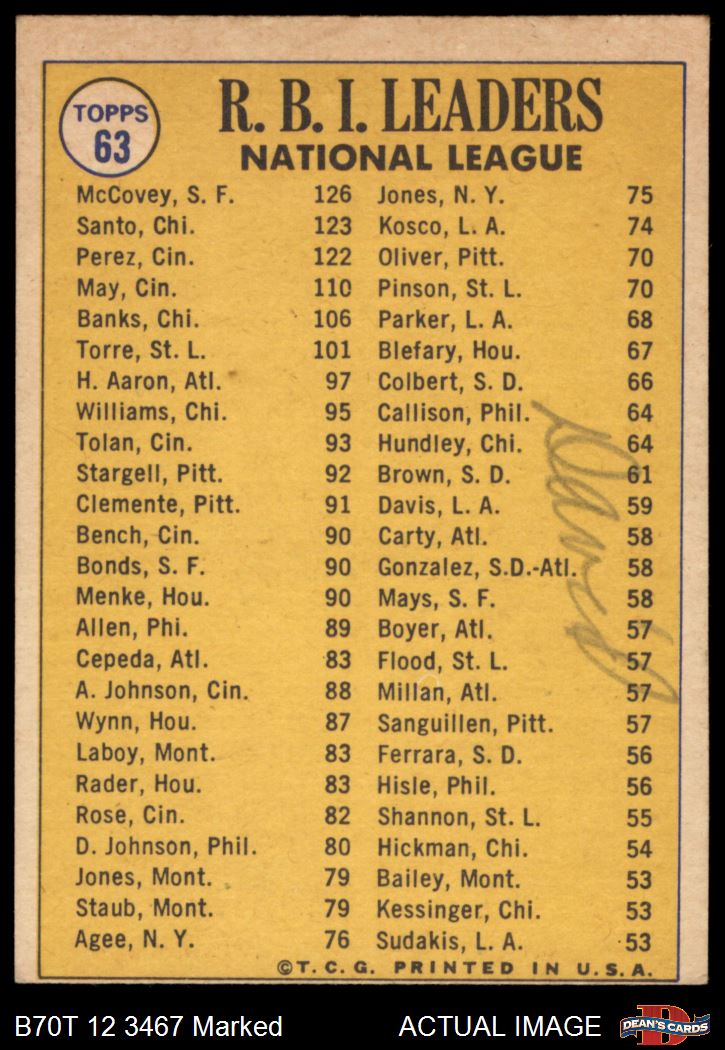 TOPPS
63
R. B. I. LEADERS
NATIONAL LEAGUE
McCovey, S. F. 126
Santo, Chi. 123
Perez, Cin. 122
May, Cin. 110
Banks, Chi. 106
Torre, St. L. 101
H. Aaron, Atl. 97
Williams, Chi. 95
Tolan, Cin. 93
Stargell, Pitt. 92
Clemente, Pitt. 91
Bench, Cin. 90
Bonds, S. F. 90
Menke, Hou. 90
Allen, Phi. 89
Cepeda, Atl. 83
A. Johnson, Cin. 88
Wynn, Hou. 87
Laboy, Mont. 83
Rader, Hou. 83
Rose, Cin. 82
D. Johnson, Phil. 80
Jones, Mont. 79
Staub, Mont. 79
Agee, N. Y. 76
Jones, N. Y. 75
Kosco, L. A. 74
Oliver, Pitt. 70
Pinson, St. L. 70
Parker, L. A. 68
Blefary, Hou. 67
Colbert, S. D. 66
Callison, Phil. 64
Hundley, Chi. 64
Brown, S. D. 61
Davis, L. A. 59
Carty, Atl. 58
Gonzalez, S.D.-Atl. 58
Mays, S. F. 58
Boyer, Atl. 57
Flood, St. L. 57
Millan, Atl. 57
Sanguillen, Pitt. 57
Ferrara, S. D. 56
Hisle, Phil. 56
Shannon, St. L. 55
Hickman, Chi. 54
Bailey, Mont. 53
Kessinger, Chi. 53
Sudakis, L. A. 53
©T. C. G. PRINTED IN U. S. A.
B70T 12 3467 Marked
ACTUAL IMAGE
DEAN'S CARDS